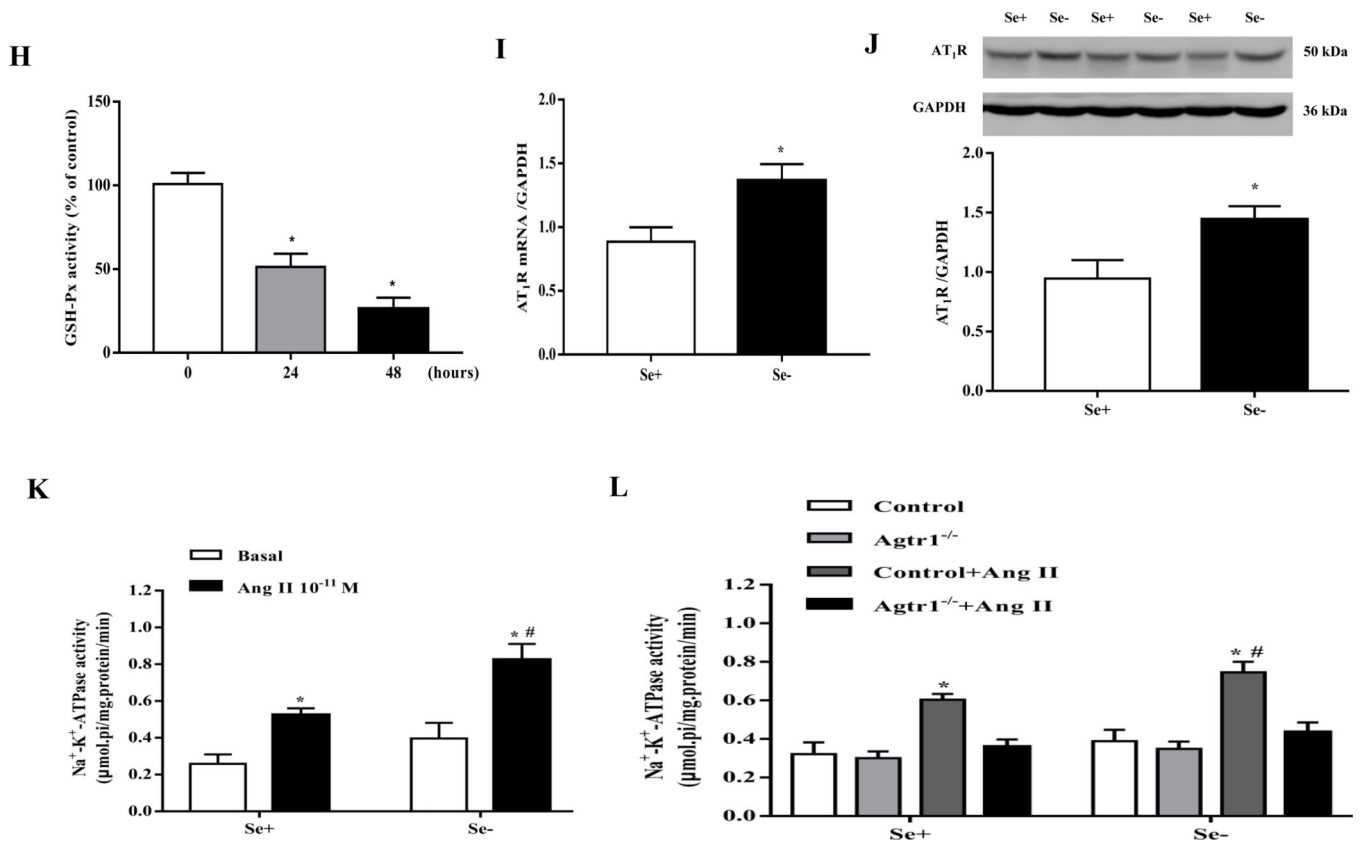 H
GSH-Px activity (% of control)
150
100
50
0
*
*
0 24 48 (hours)
I
AT₁R mRNA /GAPDH
2.0
1.5
1.0
0.5
0.0
*
Se+ Se-
J
Se+ Se- Se+ Se- Se+ Se-
AT₁R 50 kDa
GAPDH 36 kDa
AT₁R /GAPDH
2.0
1.5
1.0
0.5
0.0
*
Se+ Se-
K
Basal
Ang II 10⁻¹¹ M
Na⁺-K⁺-ATPase activity
(µmol.pi/mg.protein/min)
1.2
1.0
0.8
0.6
0.4
0.2
0.0
*
* #
Se+ Se-
L
Control
Agtr1⁻/⁻
Control+Ang II
Agtr1⁻/⁻+Ang II
Na⁺-K⁺-ATPase activity
(µmol.pi/mg.protein/min)
1.2
1.0
0.8
0.6
0.4
0.2
0.0
*
* #
Se+ Se-